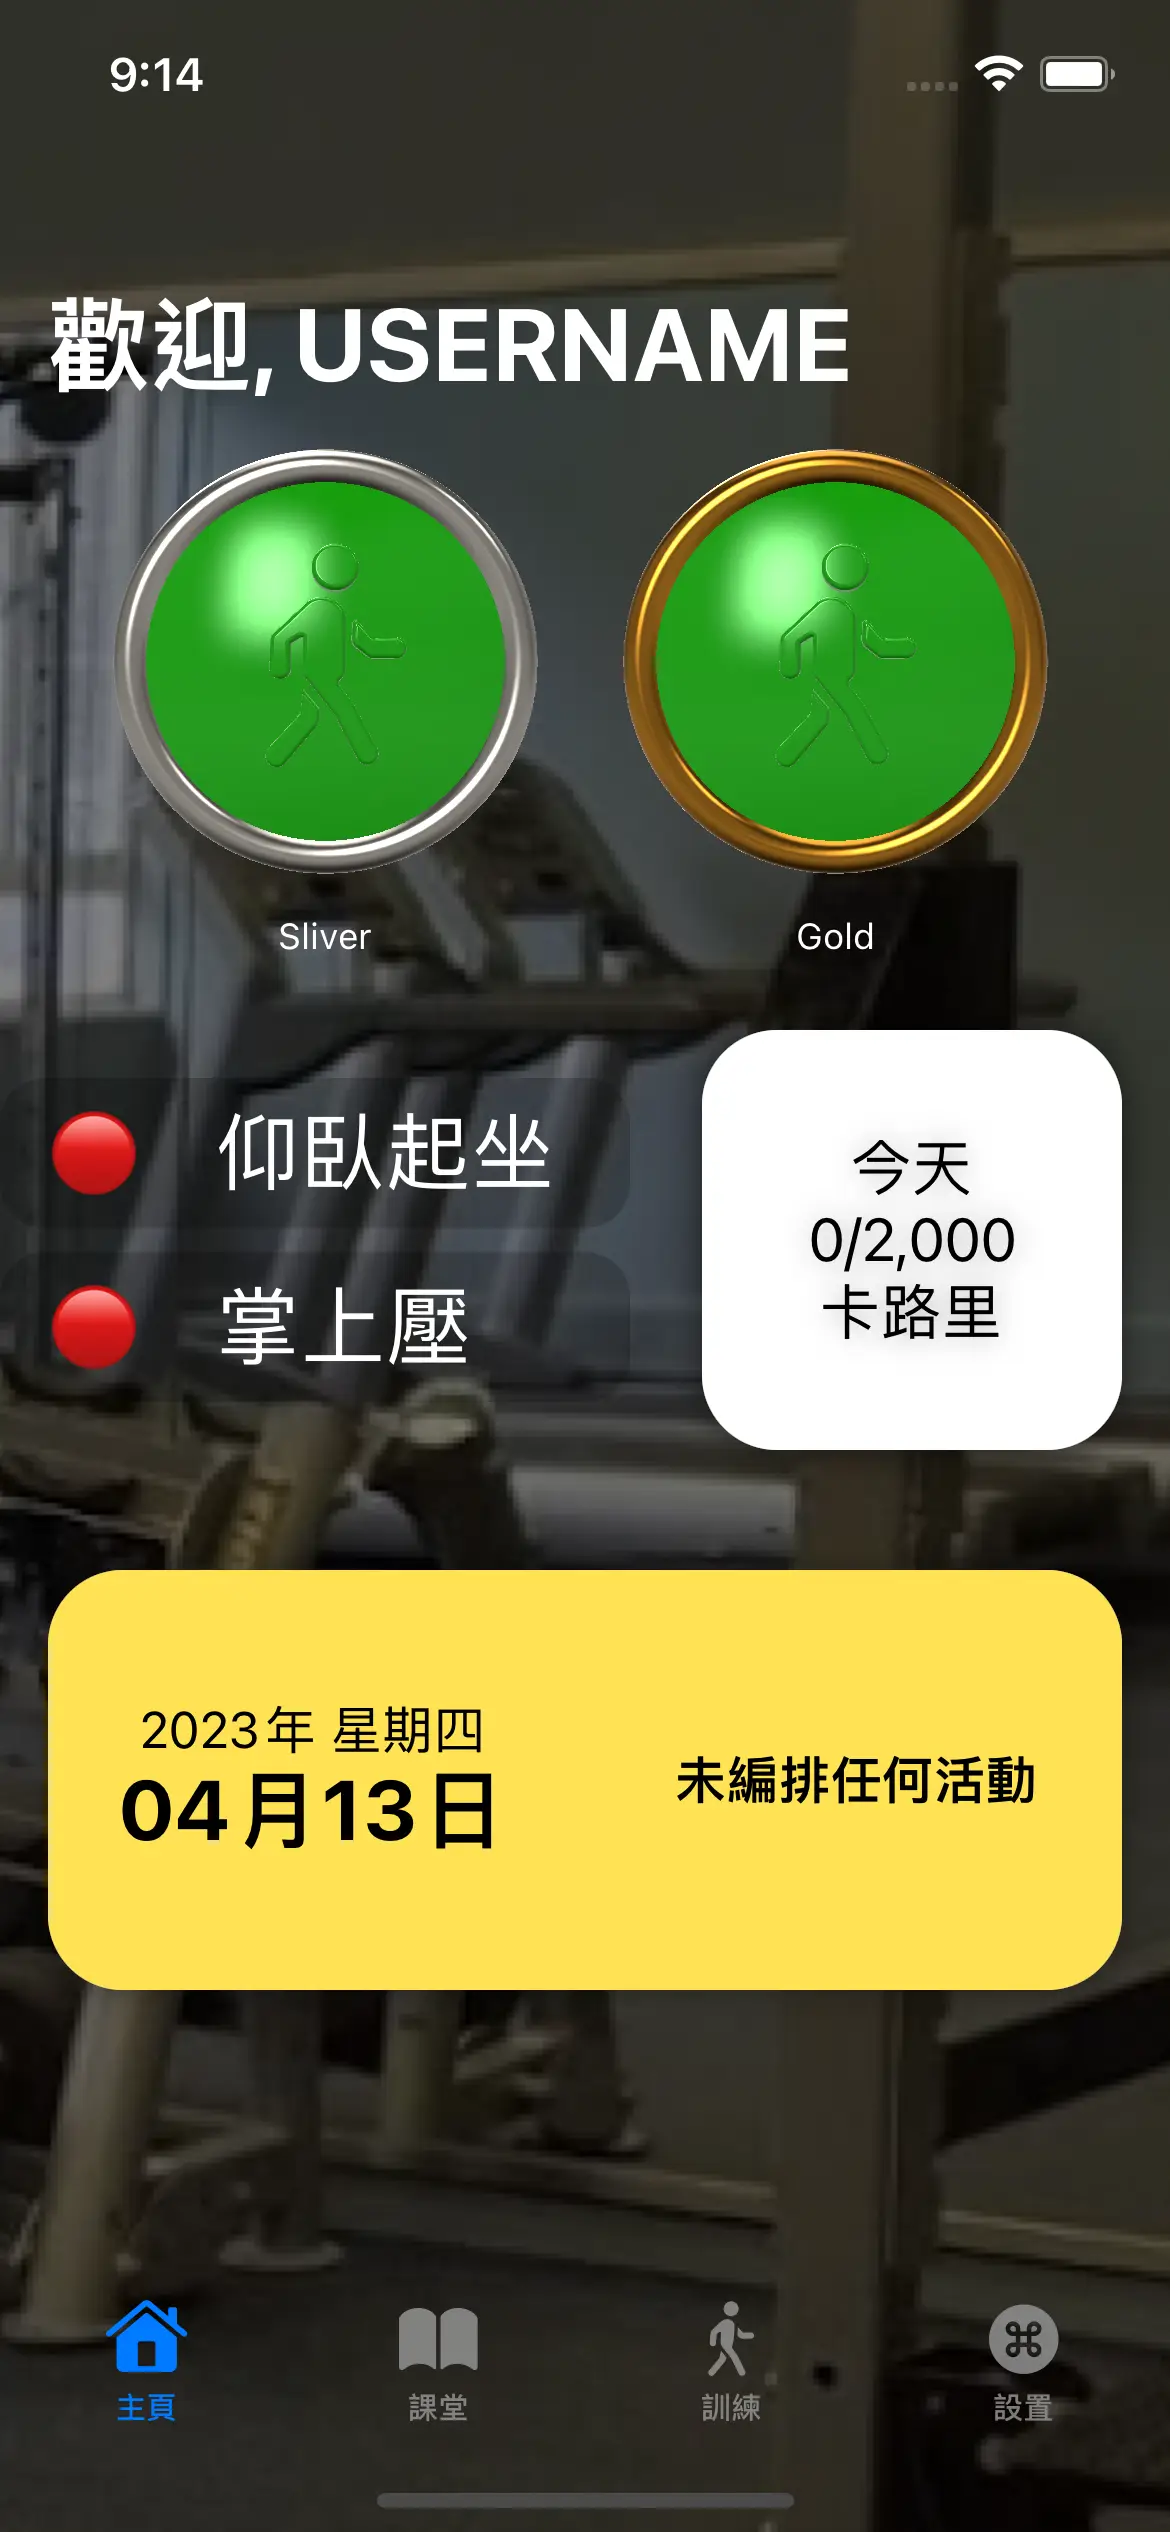 9:14
歡迎, USERNAME
Sliver
Gold
仰臥起坐
掌上壓
今天
0/2,000
卡路里
2023年 星期四
04月13日
未編排任何活動
主頁
課堂
訓練
設置